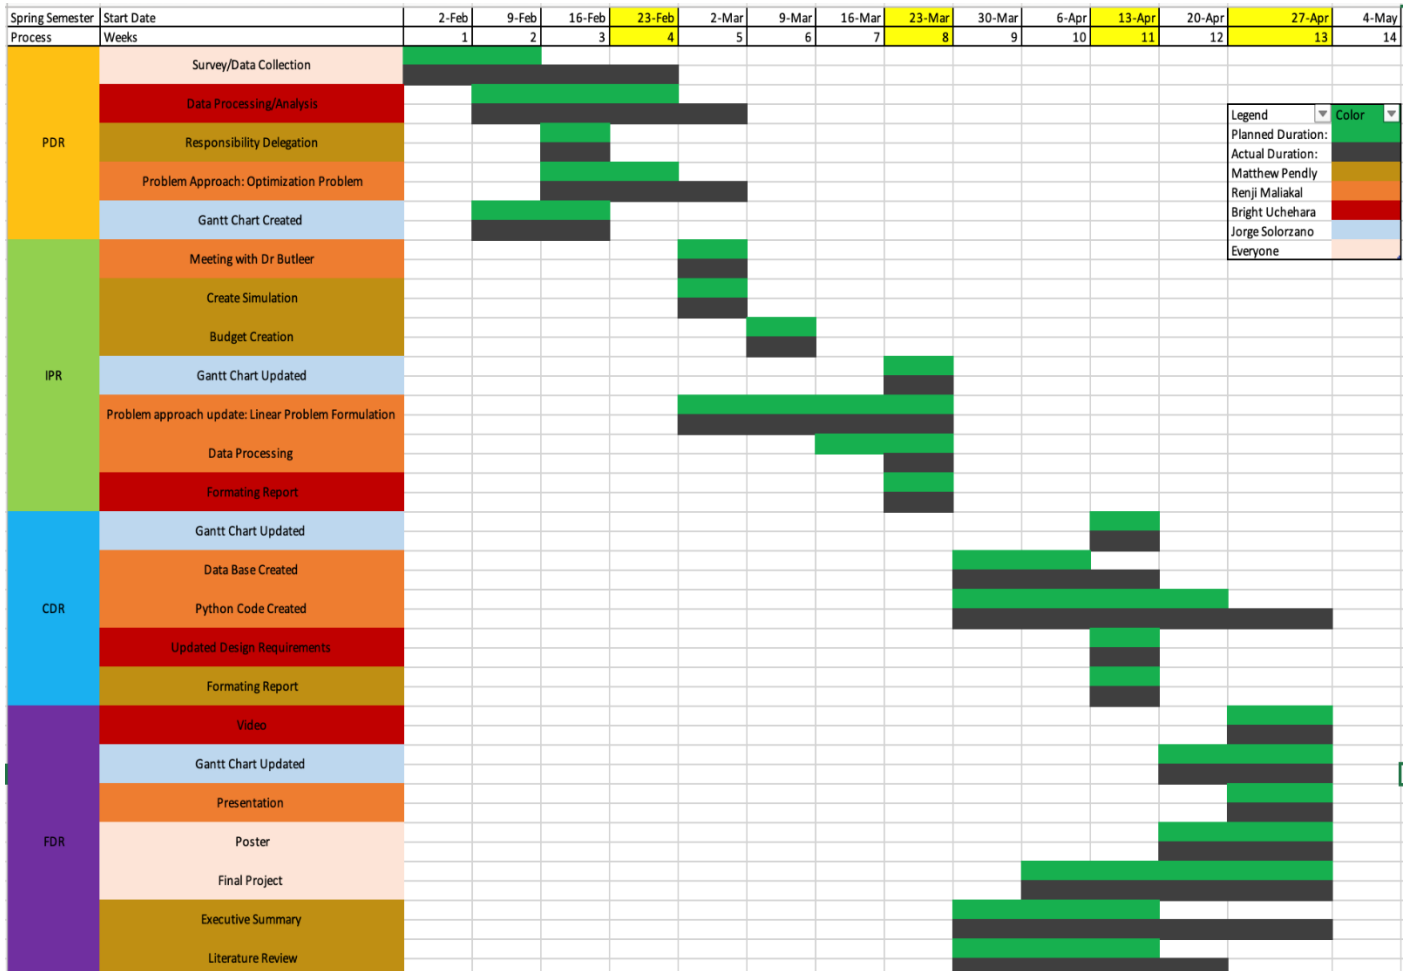 Spring Semester Start Date 2-Feb 9-Feb 16-Feb 23-Feb 2-Mar 9-Mar 16-Mar 23-Mar 30-Mar 6-Apr 13-Apr 20-Apr 27-Apr 4-May
Process Weeks 1 2 3 4 5 6 7 8 9 10 11 12 13 14
PDR
Survey/Data Collection
Data Processing/Analysis
Responsibility Delegation
Problem Approach: Optimization Problem
Gantt Chart Created
Legend Color
Planned Duration:
Actual Duration:
Matthew Pendly
Renji Maliakal
Bright Uchehara
Jorge Solorzano
Everyone
IPR
Meeting with Dr Butleer
Create Simulation
Budget Creation
Gantt Chart Updated
Problem approach update: Linear Problem Formulation
Data Processing
Formating Report
CDR
Gantt Chart Updated
Data Base Created
Python Code Created
Updated Design Requirements
Formating Report
FDR
Video
Gantt Chart Updated
Presentation
Poster
Final Project
Executive Summary
Literature Review